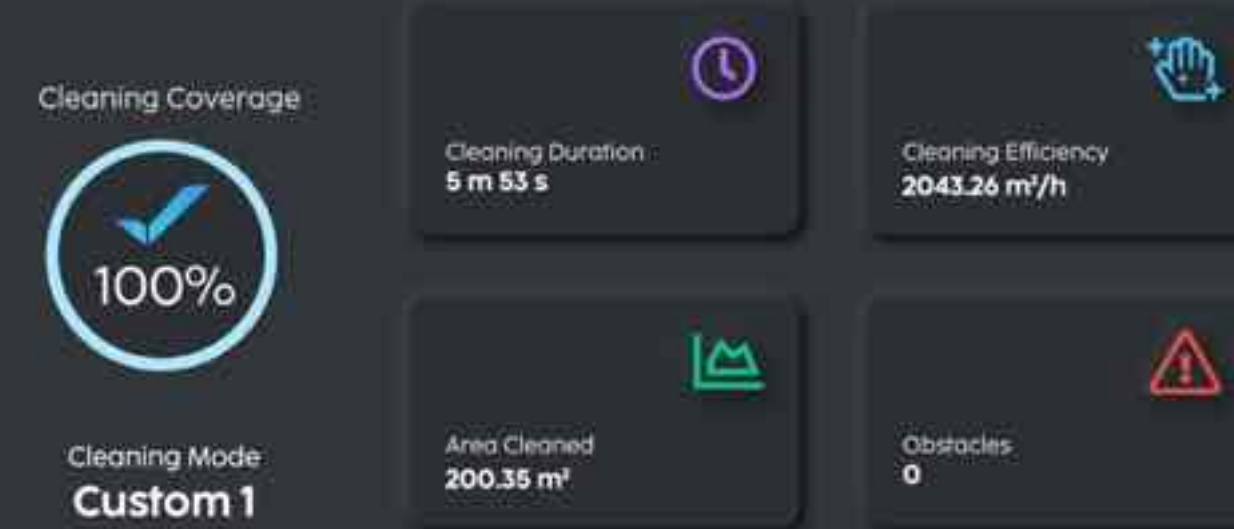 Cleaning Coverage
100%
Cleaning Mode
Custom 1
Cleaning Duration
5 m 53 s
Cleaning Efficiency
2043.26 m²/h
Area Cleaned
200.35 m²
Obstacles
0